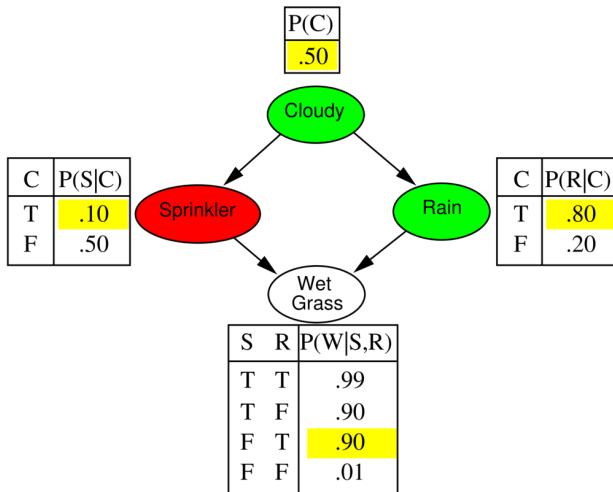 P(C)
.50
Cloudy
C P(S|C)
T .10
F .50
Sprinkler
Rain
C P(R|C)
T .80
F .20
Wet
Grass
S R P(W|S,R)
T T .99
T F .90
F T .90
F F .01